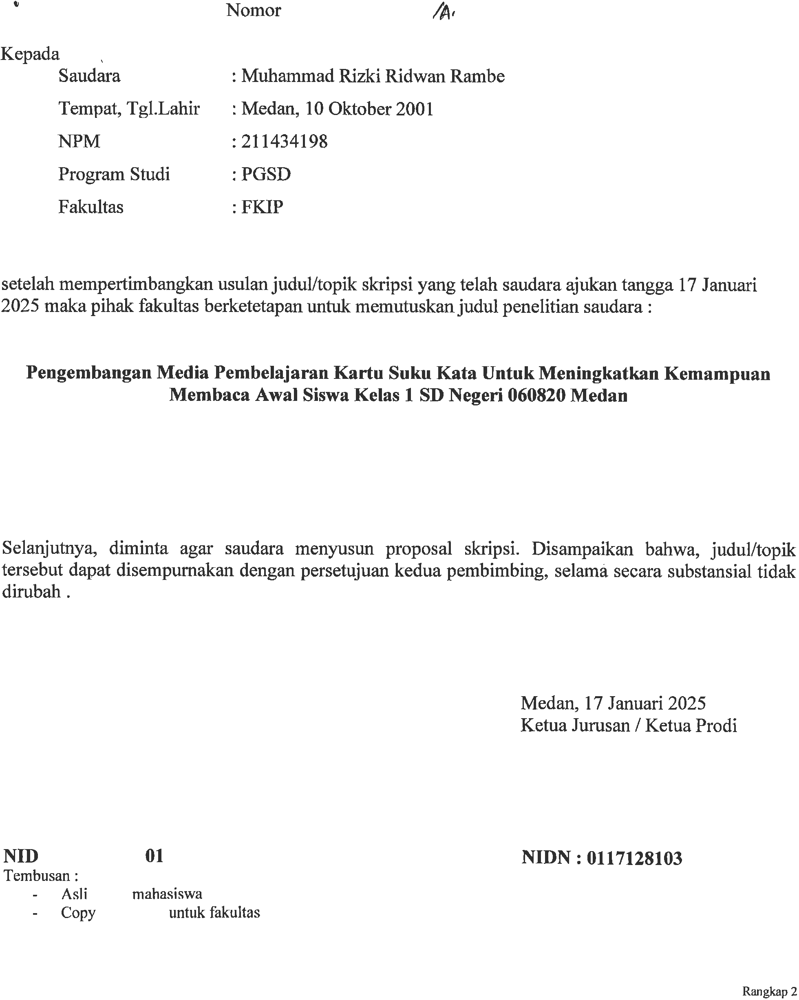 Nomor
Kepada
Saudara : Muhammad Rizki Ridwan Rambe
Tempat, Tgl.Lahir : Medan, 10 Oktober 2001
NPM : 211434198
Program Studi : PGSD
Fakultas : FKIP
setelah mempertimbangkan usulan judul/topik skripsi yang telah saudara ajukan tangga 17 Januari
2025 maka pihak fakultas berketetapan untuk memutuskan judul penelitian saudara :
Pengembangan Media Pembelajaran Kartu Suku Kata Untuk Meningkatkan Kemampuan
Membaca Awal Siswa Kelas 1 SD Negeri 060820 Medan
Selanjutnya, diminta agar saudara menyusun proposal skripsi. Disampaikan bahwa, judul/topik
tersebut dapat disempurnakan dengan persetujuan kedua pembimbing, selama secara substansial tidak
dirubah .
Medan, 17 Januari 2025
Ketua Jurusan / Ketua Prodi
NID 01 NIDN : 0117128103
Tembusan :
- Asli mahasiswa
- Copy untuk fakultas
Rangkap 2